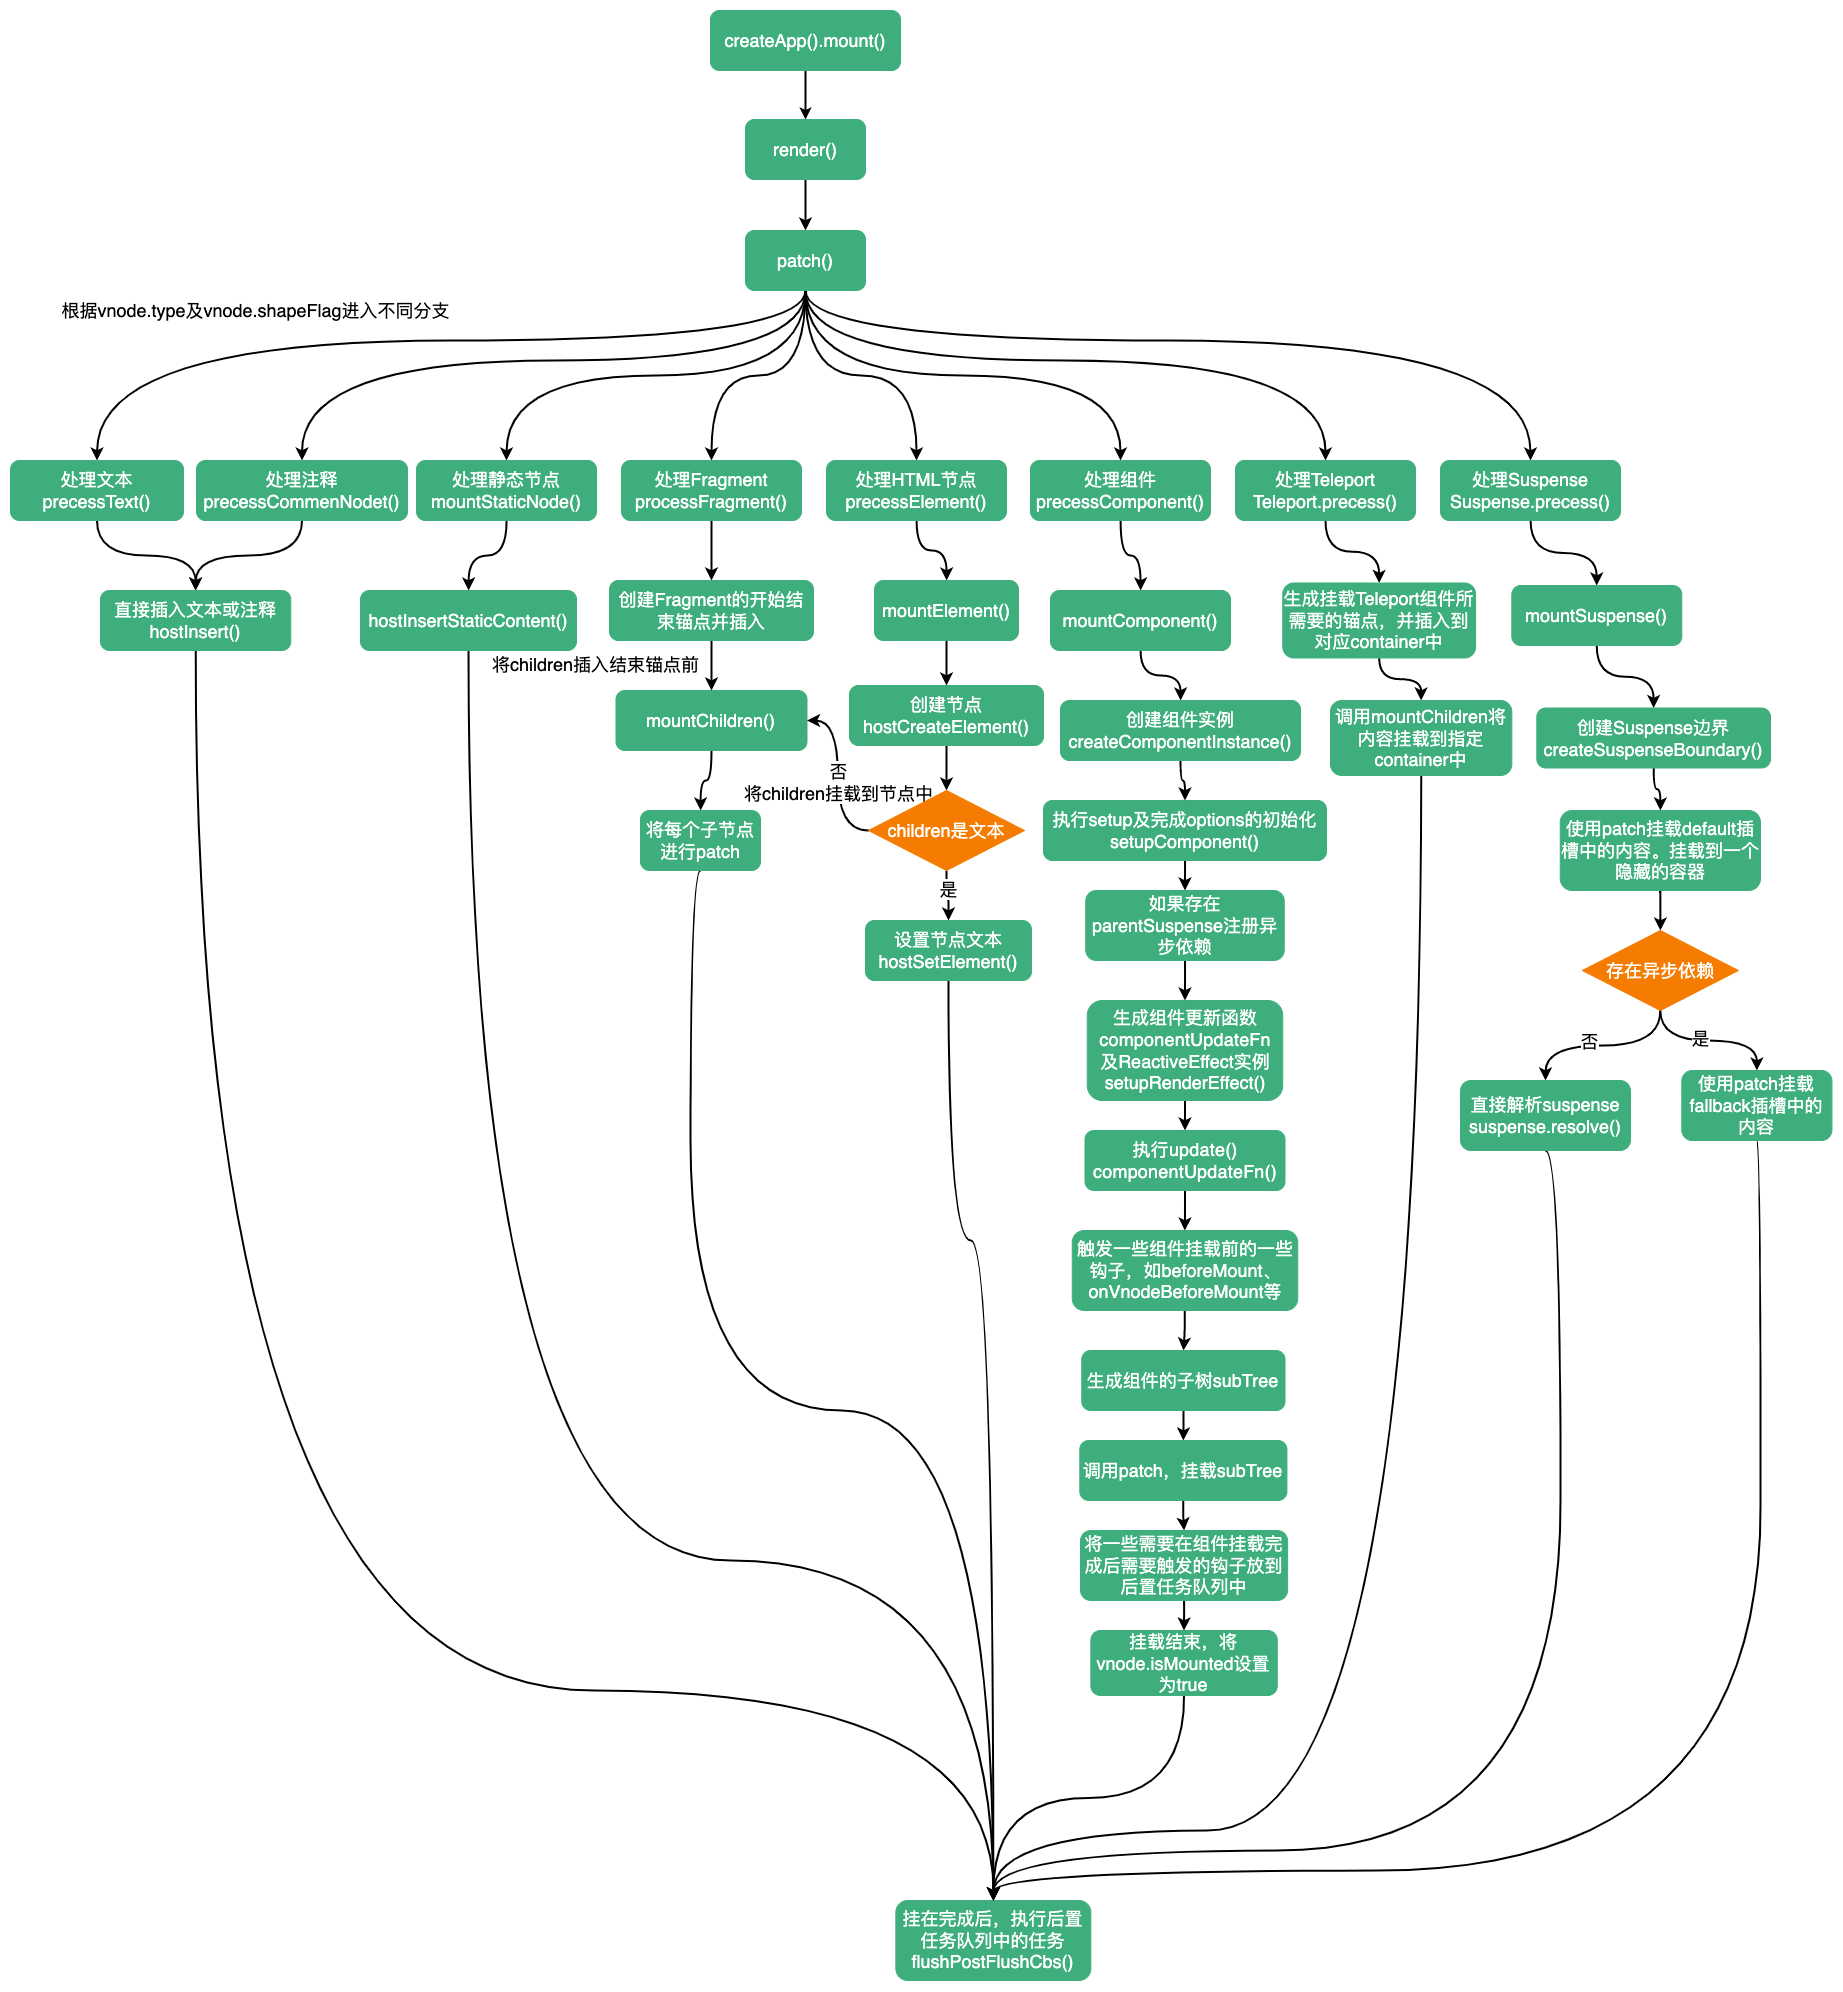 createApp().mount()
render()
patch()
根据vnode.type及vnode.shapeFlag进入不同分支
处理文本
precessText()
处理注释
precessCommenNodet()
处理静态节点
mountStaticNode()
处理Fragment
processFragment()
处理HTML节点
precessElement()
处理组件
precessComponent()
处理Teleport
Teleport.precess()
处理Suspense
Suspense.precess()
直接插入文本或注释
hostInsert()
hostInsertStaticContent()
创建Fragment的开始结
束锚点并插入
将children插入结束锚点前
mountChildren()
将每个子节点
进行patch
mountElement()
创建节点
hostCreateElement()
否
将children挂载到节点中
children是文本
是
设置节点文本
hostSetElement()
mountComponent()
创建组件实例
createComponentInstance()
执行setup及完成options的初始化
setupComponent()
如果存在
parentSuspense注册异
步依赖
生成组件更新函数
componentUpdateFn
及ReactiveEffect实例
setupRenderEffect()
执行update()
componentUpdateFn()
触发一些组件挂载前的一些
钩子，如beforeMount、
onVnodeBeforeMount等
生成组件的子树subTree
调用patch，挂载subTree
将一些需要在组件挂载完
成后需要触发的钩子放到
后置任务队列中
挂载结束，将
vnode.isMounted设置
为true
生成挂载Teleport组件所
需要的锚点，并插入到
对应container中
调用mountChildren将
内容挂载到指定
container中
mountSuspense()
创建Suspense边界
createSuspenseBoundary()
使用patch挂载default插
槽中的内容。挂载到一个
隐藏的容器
存在异步依赖
否
是
直接解析suspense
suspense.resolve()
使用patch挂载
fallback插槽中的
内容
挂在完成后，执行后置
任务队列中的任务
flushPostFlushCbs()